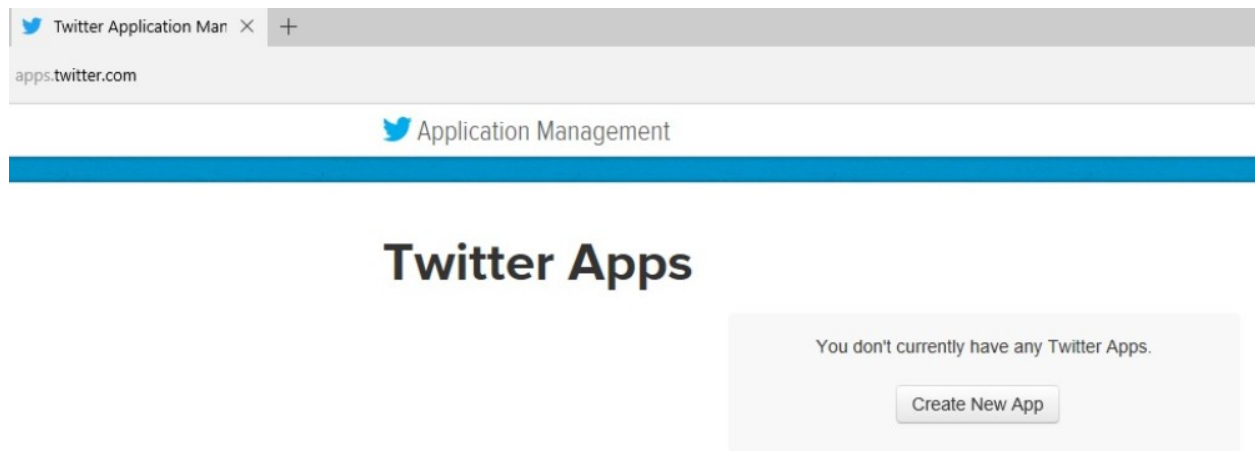 Twitter Application Man
apps.twitter.com
Application Management
Twitter Apps
You don't currently have any Twitter Apps.
Create New App